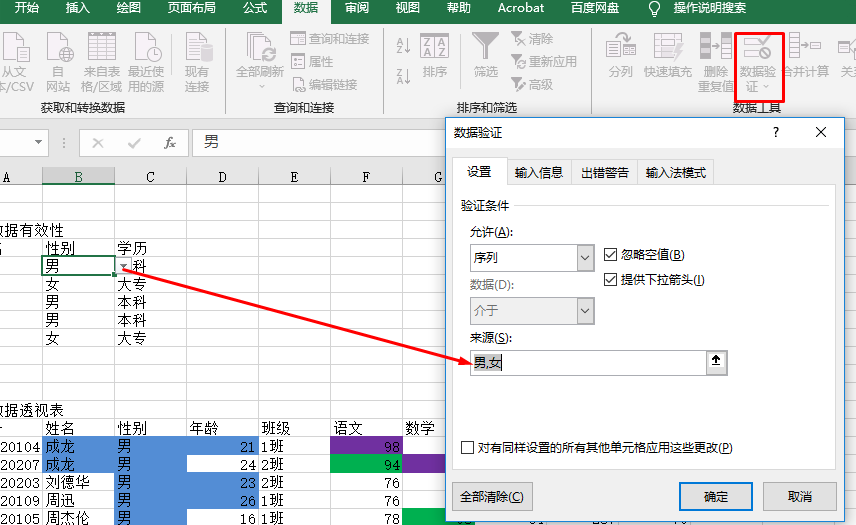 开始 插入 绘图 页面布局 公式 数据 审阅 视图 帮助 Acrobat 百度网盘 操作说明搜索
从文
本/CSV
自
网站
来自表
格/区域
最近使
用的源
现有
连接
获取和转换数据
全部刷新
查询和连接
属性
编辑链接
查询和连接
排序
筛选
清除
重新应用
高级
排序和筛选
分列
快速填充
删除
重复值
数据验
证
合并计算
关系
数据工具
男
A B C D E F G
数据有效性
性别 学历
男 科
女 大专
男 本科
男 本科
女 大专
数据透视表
姓名 性别 年龄 班级 语文 数学
20104 成龙 男 21 1班 98
20207 成龙 男 24 2班 94
20203 刘德华 男 23 2班 76
20109 周迅 男 26 1班 76
20105 周杰伦 男 16 1班 78
数据验证
? ×
设置 输入信息 出错警告 输入法模式
验证条件
允许(A):
序列
忽略空值(B)
数据(D):
提供下拉箭头(I)
介于
来源(S):
男,女
对有同样设置的所有其他单元格应用这些更改(P)
全部清除(C) 确定 取消